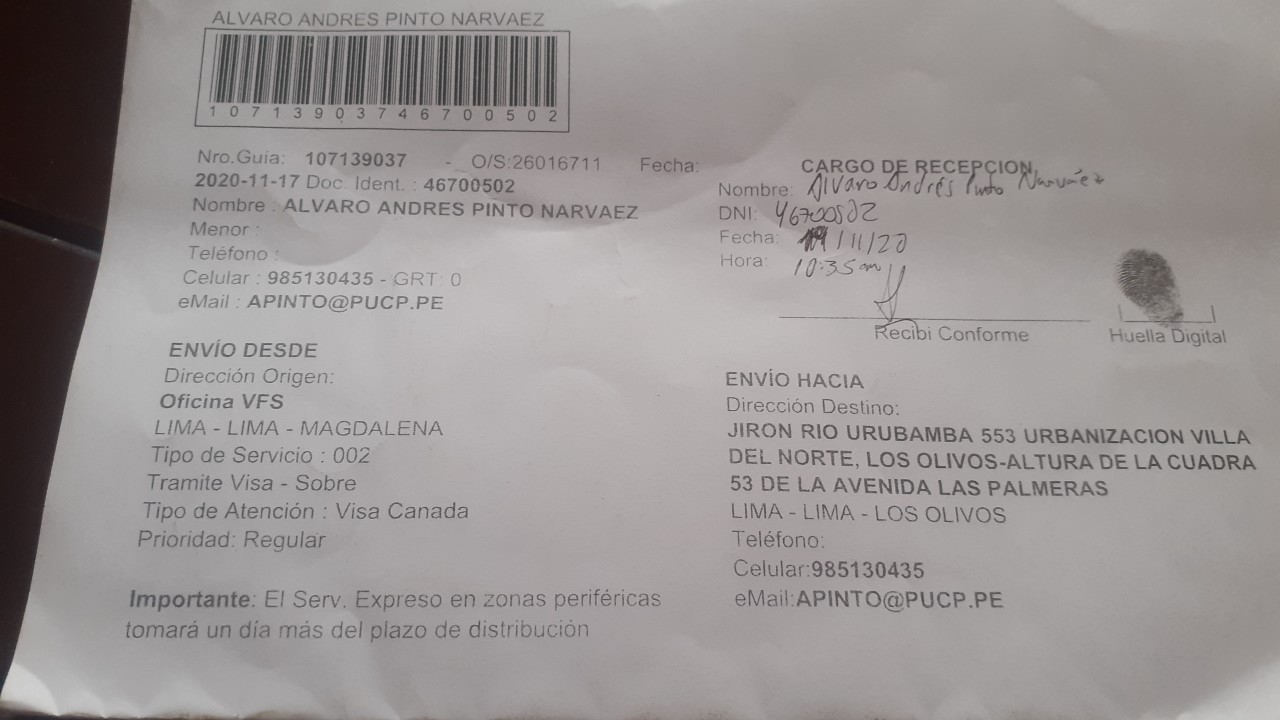 ALVARO ANDRES PINTO NARVAEZ
10713903746700502
Nro.Guia: 107139037 - O/S:26016711 Fecha:
2020-11-17 Doc. Ident. : 46700502
Nombre : ALVARO ANDRES PINTO NARVAEZ
Menor :
Teléfono :
Celular : 985130435 - GRT: 0
eMail : APINTO@PUCP.PE
CARGO DE RECEPCION
Nombre: Alvaro Andrés Pinto Narváez
DNI: 46700502
Fecha: /11/20
Hora: 10:35 am
Recibi Conforme
Huella Digital
ENVÍO DESDE
Dirección Origen:
Oficina VFS
LIMA - LIMA - MAGDALENA
Tipo de Servicio : 002
Tramite Visa - Sobre
Tipo de Atención : Visa Canada
Prioridad: Regular
ENVÍO HACIA
Dirección Destino:
JIRON RIO URUBAMBA 553 URBANIZACION VILLA
DEL NORTE, LOS OLIVOS-ALTURA DE LA CUADRA
53 DE LA AVENIDA LAS PALMERAS
LIMA - LIMA - LOS OLIVOS
Teléfono:
Celular:985130435
eMail:APINTO@PUCP.PE
Importante: El Serv. Expreso en zonas periféricas
tomará un día más del plazo de distribución